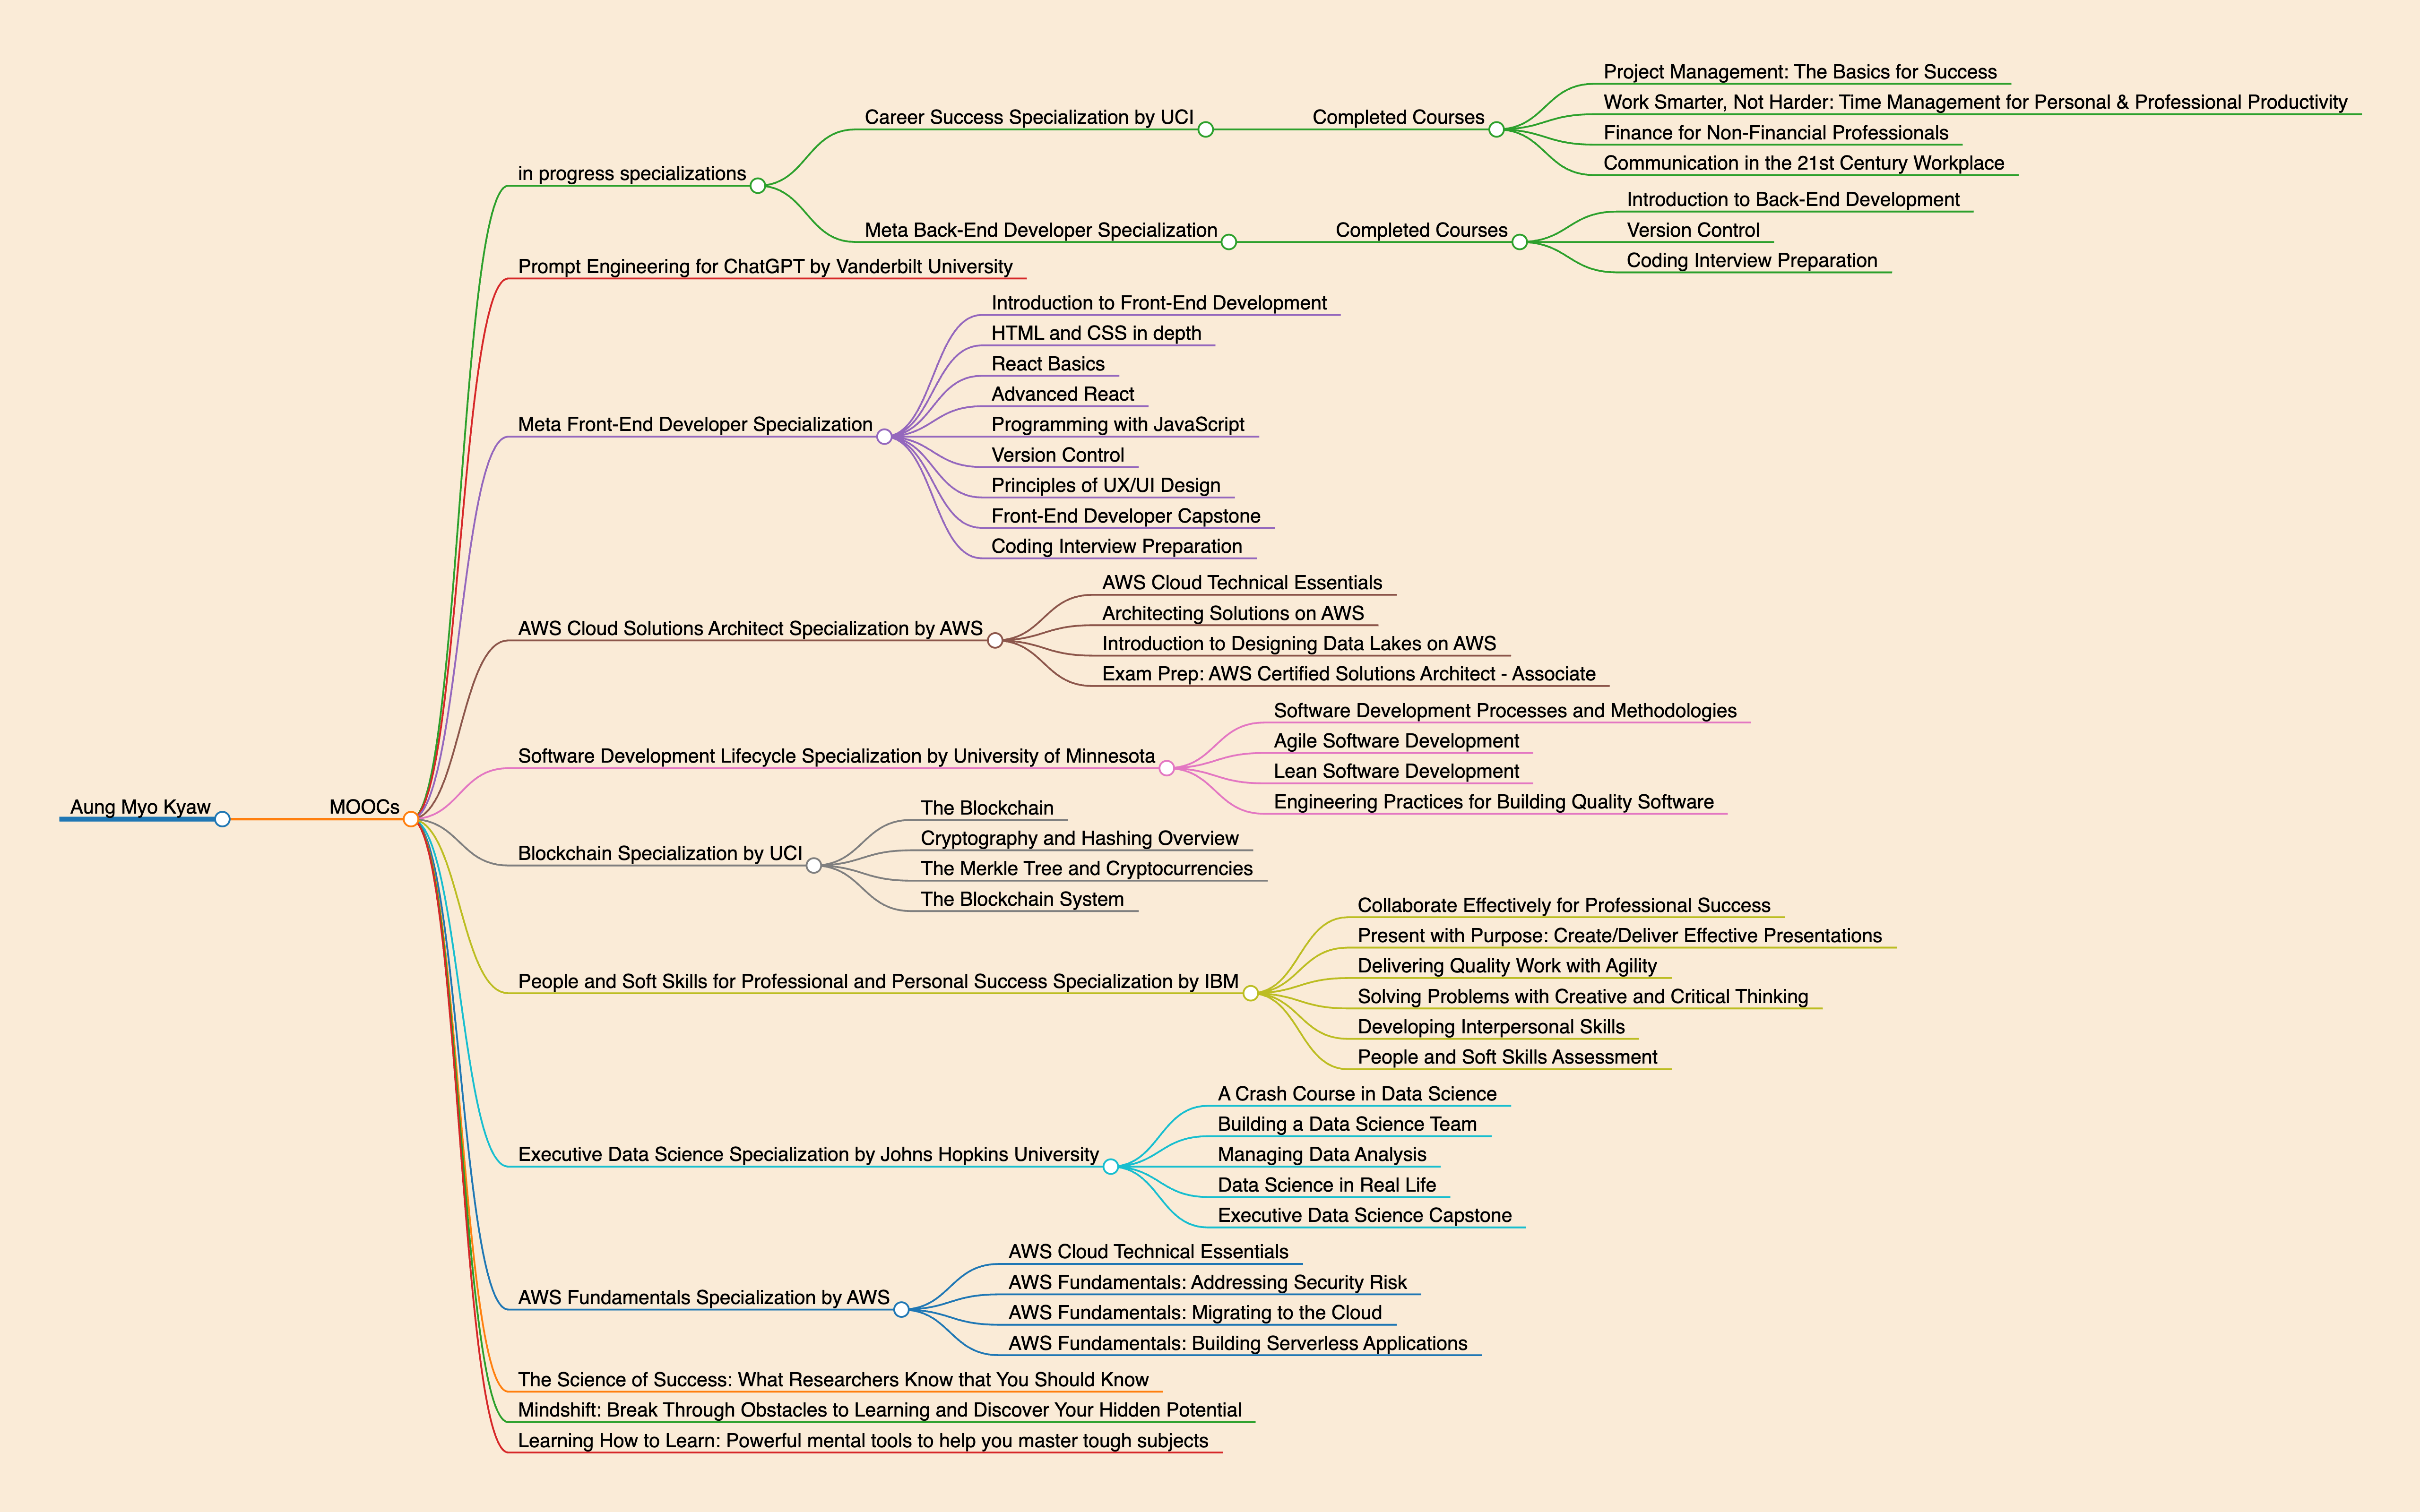 Aung Myo Kyaw
MOOCs
in progress specializations
Career Success Specialization by UCI
Completed Courses
Project Management: The Basics for Success
Work Smarter, Not Harder: Time Management for Personal & Professional Productivity
Finance for Non-Financial Professionals
Communication in the 21st Century Workplace
Meta Back-End Developer Specialization
Completed Courses
Introduction to Back-End Development
Version Control
Coding Interview Preparation
Prompt Engineering for ChatGPT by Vanderbilt University
Meta Front-End Developer Specialization
Introduction to Front-End Development
HTML and CSS in depth
React Basics
Advanced React
Programming with JavaScript
Version Control
Principles of UX/UI Design
Front-End Developer Capstone
Coding Interview Preparation
AWS Cloud Solutions Architect Specialization by AWS
AWS Cloud Technical Essentials
Architecting Solutions on AWS
Introduction to Designing Data Lakes on AWS
Exam Prep: AWS Certified Solutions Architect - Associate
Software Development Lifecycle Specialization by University of Minnesota
Software Development Processes and Methodologies
Agile Software Development
Lean Software Development
Engineering Practices for Building Quality Software
Blockchain Specialization by UCI
The Blockchain
Cryptography and Hashing Overview
The Merkle Tree and Cryptocurrencies
The Blockchain System
People and Soft Skills for Professional and Personal Success Specialization by IBM
Collaborate Effectively for Professional Success
Present with Purpose: Create/Deliver Effective Presentations
Delivering Quality Work with Agility
Solving Problems with Creative and Critical Thinking
Developing Interpersonal Skills
People and Soft Skills Assessment
Executive Data Science Specialization by Johns Hopkins University
A Crash Course in Data Science
Building a Data Science Team
Managing Data Analysis
Data Science in Real Life
Executive Data Science Capstone
AWS Fundamentals Specialization by AWS
AWS Cloud Technical Essentials
AWS Fundamentals: Addressing Security Risk
AWS Fundamentals: Migrating to the Cloud
AWS Fundamentals: Building Serverless Applications
The Science of Success: What Researchers Know that You Should Know
Mindshift: Break Through Obstacles to Learning and Discover Your Hidden Potential
Learning How to Learn: Powerful mental tools to help you master tough subjects